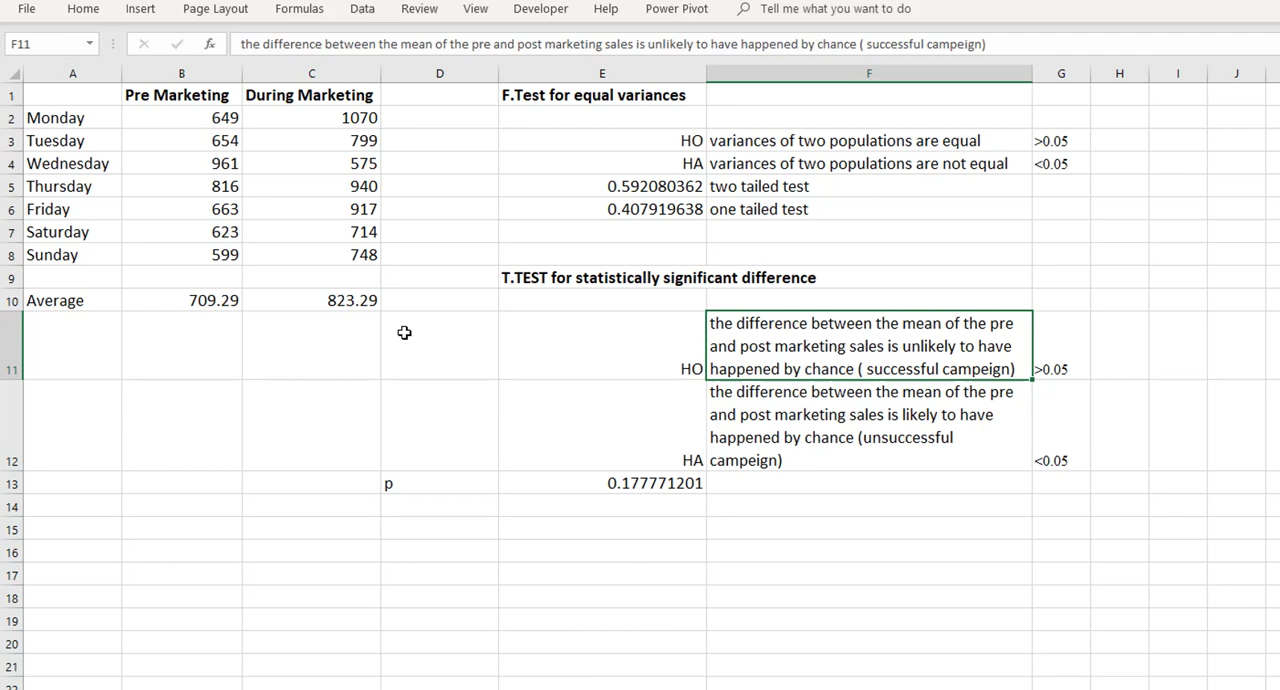 File Home Insert Page Layout Formulas Data Review View Developer Help Power Pivot Tell me what you want to do
F11 fx the difference between the mean of the pre and post marketing sales is unlikely to have happened by chance ( successful campeign)
A B C D E F G H I J
1 Pre Marketing During Marketing F.Test for equal variances
2 Monday 649 1070
3 Tuesday 654 799 HO variances of two populations are equal >0.05
4 Wednesday 961 575 HA variances of two populations are not equal <0.05
5 Thursday 816 940 0.592080362 two tailed test
6 Friday 663 917 0.407919638 one tailed test
7 Saturday 623 714
8 Sunday 599 748
9 T.TEST for statistically significant difference
10 Average 709.29 823.29
the difference between the mean of the pre
and post marketing sales is unlikely to have
11 HO happened by chance ( successful campeign) >0.05
the difference between the mean of the pre
and post marketing sales is likely to have
happened by chance (unsuccessful
12 HA campeign) <0.05
13 p 0.177771201
14
15
16
17
18
19
20
21
22